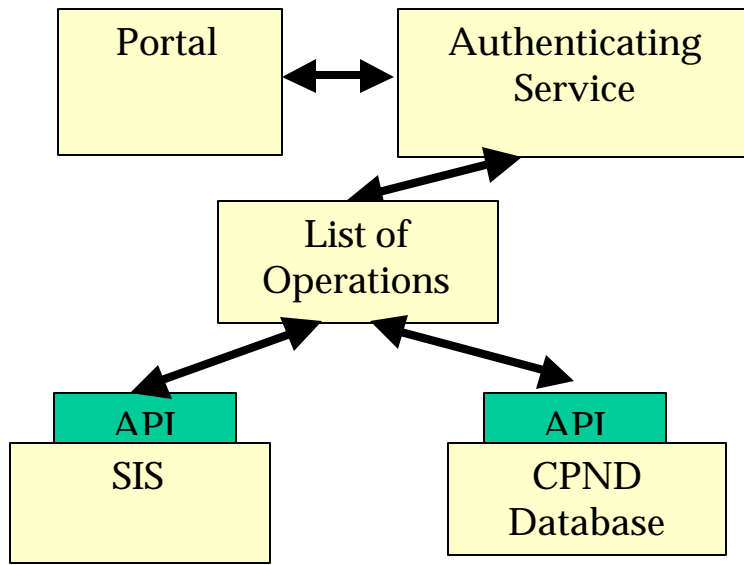 Portal
Authenticating
Service
List of
Operations
API
API
SIS
CPND
Database